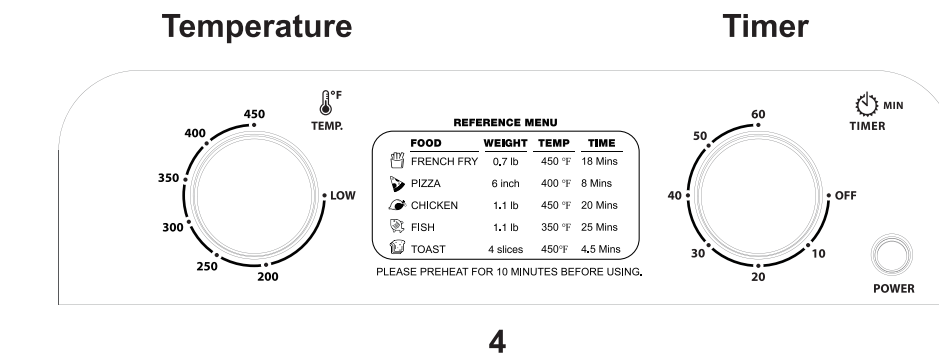 Temperature
Timer
450
400
350
300
250
200
LOW
°F
TEMP.
REFERENCE MENU
FOOD WEIGHT TEMP TIME
FRENCH FRY 0.7 lb 450 °F 18 Mins
PIZZA 6 inch 400 °F 8 Mins
CHICKEN 1.1 lb 450 °F 20 Mins
FISH 1.1 lb 350 °F 25 Mins
TOAST 4 slices 450°F 4.5 Mins
PLEASE PREHEAT FOR 10 MINUTES BEFORE USING.
60
50
40
30
20
10
OFF
MIN
TIMER
POWER
4